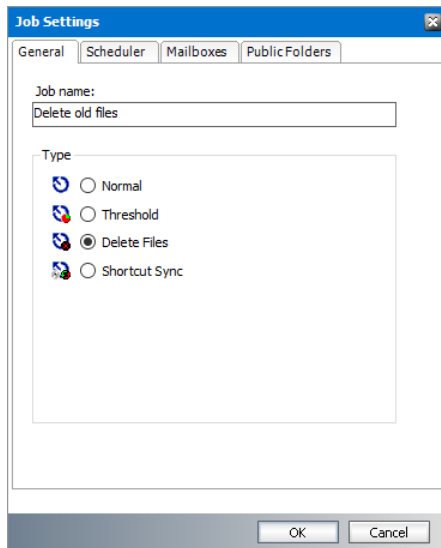 Job Settings
General Scheduler Mailboxes Public Folders
Job name:
Delete old files
Type
Normal
Threshold
Delete Files
Shortcut Sync
OK Cancel